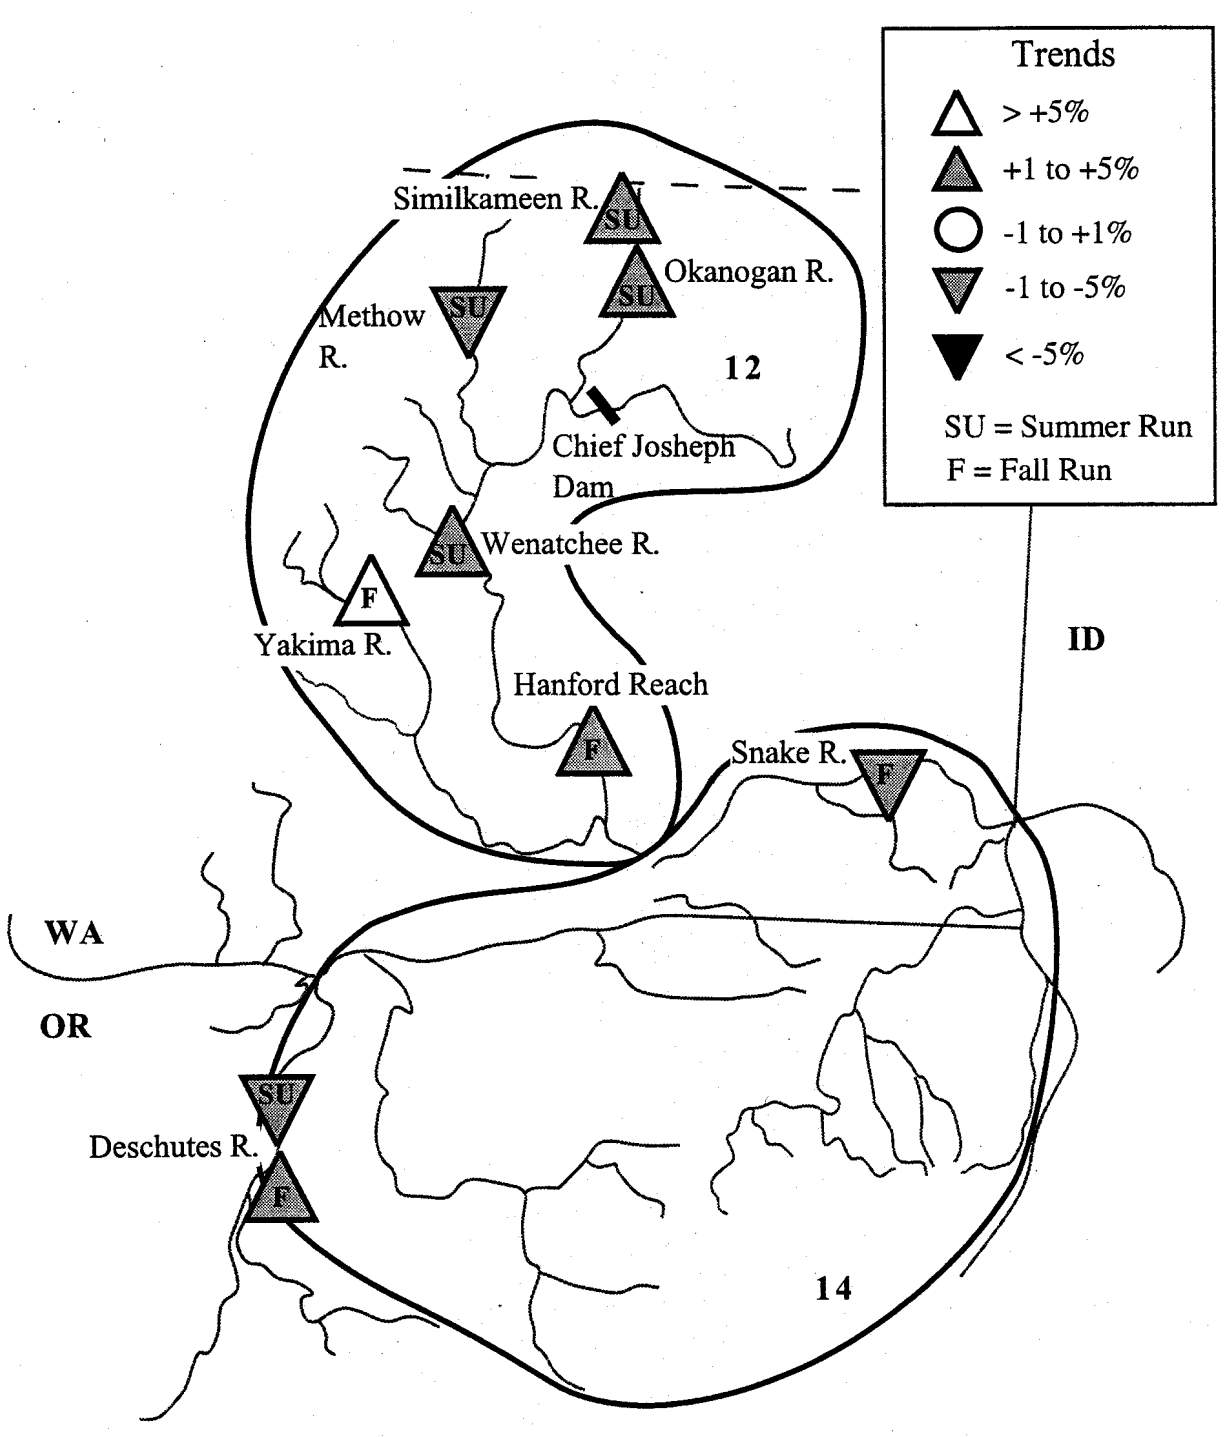 Trends
> +5%
+1 to +5%
-1 to +1%
-1 to -5%
< -5%
SU = Summer Run
F = Fall Run
Similkameen R.
SU
Okanogan R.
SU
Methow
R.
SU
12
Chief Josheph
Dam
Wenatchee R.
SU
F
Yakima R.
ID
Hanford Reach
F
Snake R.
F
WA
OR
SU
Deschutes R.
F
14